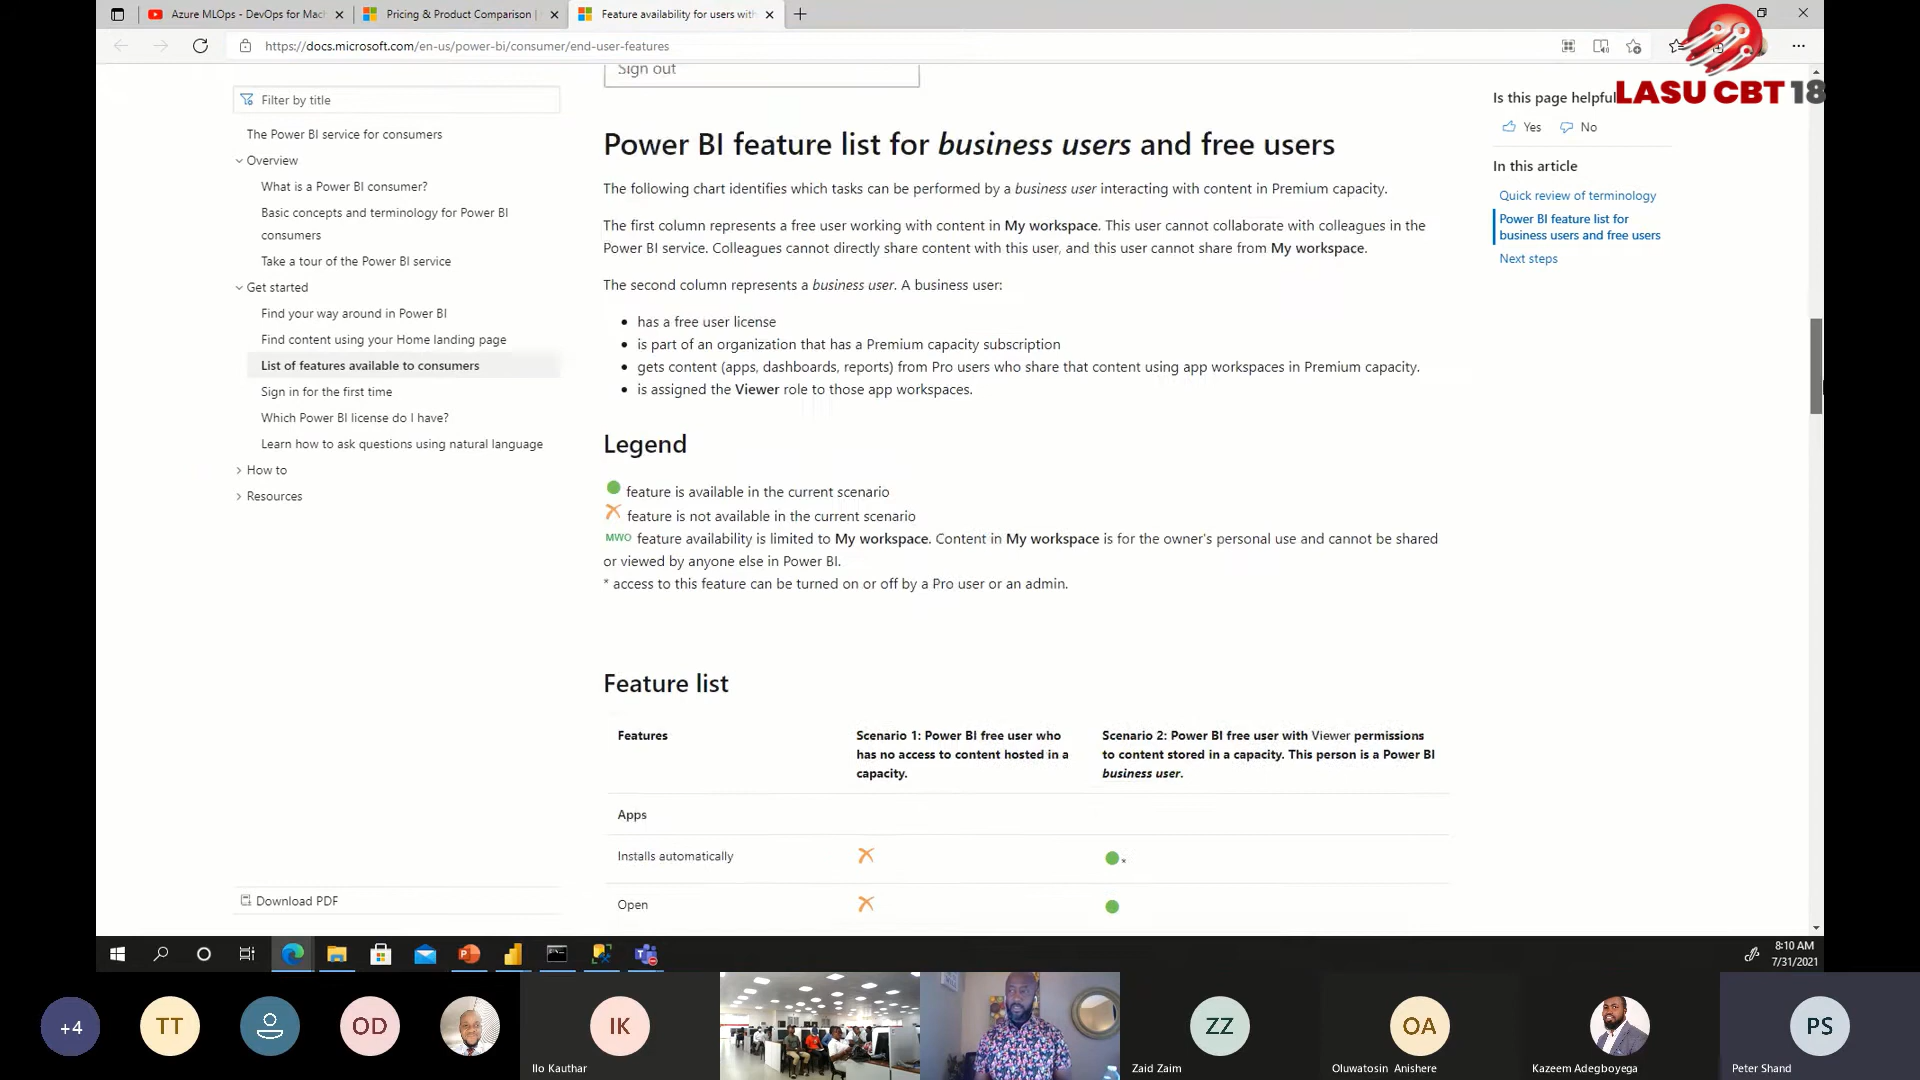 Azure MLOps - DevOps for Mach
Pricing & Product Comparison |
Feature availability for users with
https://docs.microsoft.com/en-us/power-bi/consumer/end-user-features
LASU CBT 18
Filter by title
The Power BI service for consumers
Overview
What is a Power BI consumer?
Basic concepts and terminology for Power BI
consumers
Take a tour of the Power BI service
Get started
Find your way around in Power BI
Find content using your Home landing page
List of features available to consumers
Sign in for the first time
Which Power BI license do I have?
Learn how to ask questions using natural language
How to
Resources
Download PDF
Sign out
Power BI feature list for business users and free users
The following chart identifies which tasks can be performed by a business user interacting with content in Premium capacity.
The first column represents a free user working with content in My workspace. This user cannot collaborate with colleagues in the
Power BI service. Colleagues cannot directly share content with this user, and this user cannot share from My workspace.
The second column represents a business user. A business user:
• has a free user license
• is part of an organization that has a Premium capacity subscription
• gets content (apps, dashboards, reports) from Pro users who share that content using app workspaces in Premium capacity.
• is assigned the Viewer role to those app workspaces.
Legend
feature is available in the current scenario
feature is not available in the current scenario
MWO feature availability is limited to My workspace. Content in My workspace is for the owner's personal use and cannot be shared
or viewed by anyone else in Power BI.
* access to this feature can be turned on or off by a Pro user or an admin.
Feature list
Features
Scenario 1: Power BI free user who
has no access to content hosted in a
capacity.
Scenario 2: Power BI free user with Viewer permissions
to content stored in a capacity. This person is a Power BI
business user.
Apps
Installs automatically
*
Open
Is this page helpful
Yes No
In this article
Quick review of terminology
Power BI feature list for
business users and free users
Next steps
8:10 AM
7/31/2021
+4
TT
OD
IK
Ilo Kauthar
ZZ
Zaid Zaim
OA
Oluwatosin Anishere
Kazeem Adegboyega
PS
Peter Shand